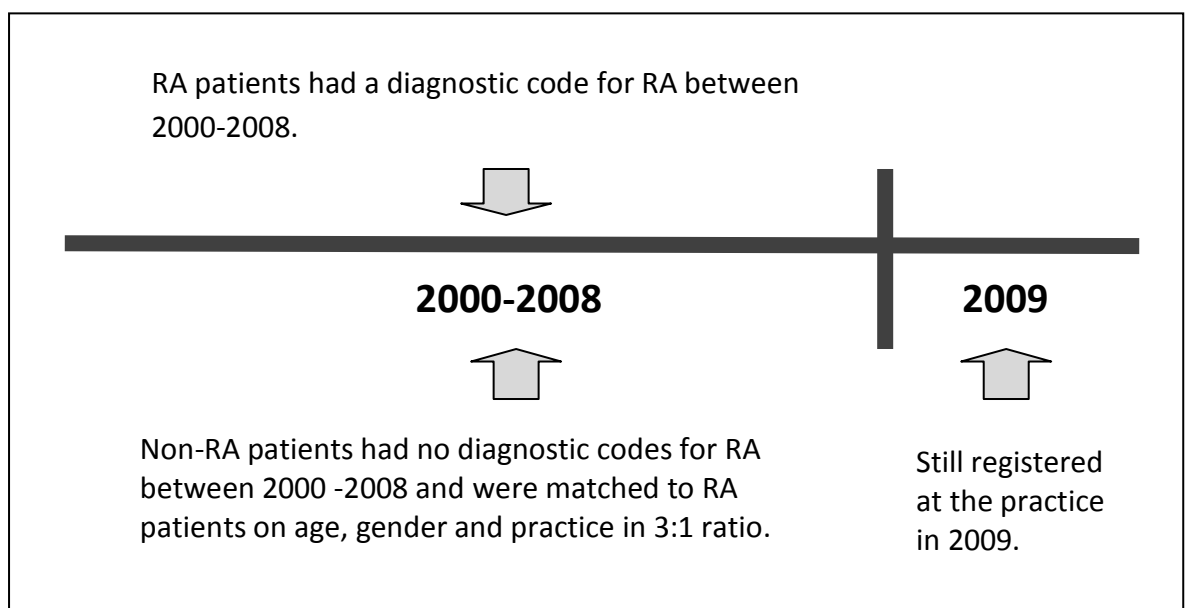 RA patients had a diagnostic code for RA between
2000-2008.
2000-2008
2009
Non-RA patients had no diagnostic codes for RA
between 2000 -2008 and were matched to RA
patients on age, gender and practice in 3:1 ratio.
Still registered
at the practice
in 2009.